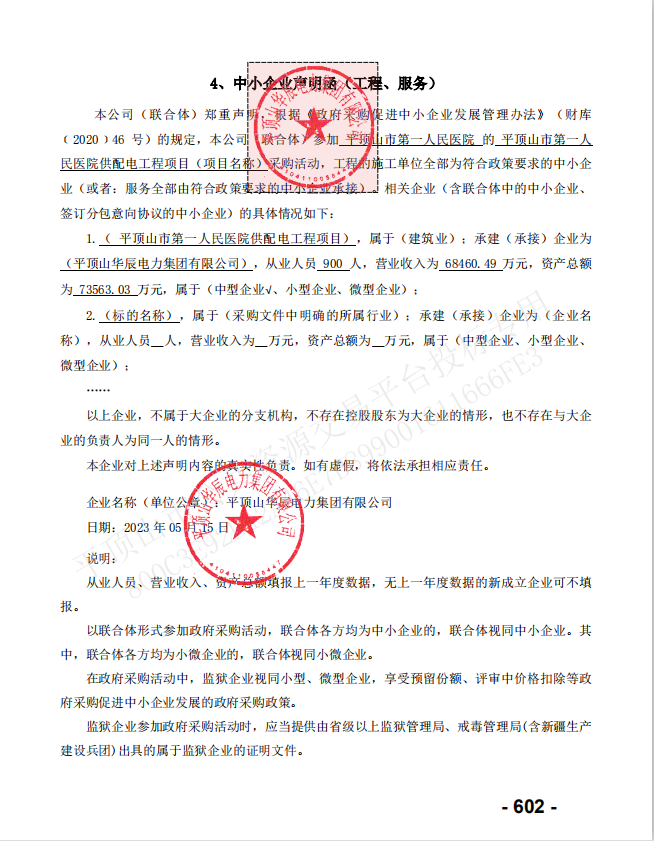 4、中小企业声明函（工程、服务）
本公司（联合体）郑重声明，根据《政府采购促进中小企业发展管理办法》（财库
﹝2020﹞46 号）的规定，本公司（联合体）参加 平顶山市第一人民医院 的 平顶山市第一人
民医院供配电工程项目（项目名称）采购活动，工程的施工单位全部为符合政策要求的中小企
业（或者：服务全部由符合政策要求的中小企业承接）。相关企业（含联合体中的中小企业、
签订分包意向协议的中小企业）的具体情况如下：
1.（ 平顶山市第一人民医院供配电工程项目），属于（建筑业）；承建（承接）企业为
（平顶山华辰电力集团有限公司），从业人员 900 人，营业收入为 68460.49 万元，资产总额
为 73563.03 万元，属于（中型企业√、小型企业、微型企业）；
2.（标的名称），属于（采购文件中明确的所属行业）；承建（承接）企业为（企业名
称），从业人员__人，营业收入为__万元，资产总额为__万元，属于（中型企业、小型企业、
微型企业）；
……
以上企业，不属于大企业的分支机构，不存在控股股东为大企业的情形，也不存在与大企
业的负责人为同一人的情形。
本企业对上述声明内容的真实性负责。如有虚假，将依法承担相应责任。
企业名称（单位公章）：平顶山华辰电力集团有限公司
日期：2023 年 05 月 15 日
平顶山华辰电力集团有限公司
4104110038447
说明：
从业人员、营业收入、资产总额填报上一年度数据，无上一年度数据的新成立企业可不填
报。
以联合体形式参加政府采购活动，联合体各方均为中小企业的，联合体视同中小企业。其
中，联合体各方均为小微企业的，联合体视同小微企业。
在政府采购活动中，监狱企业视同小型、微型企业，享受预留份额、评审中价格扣除等政
府采购促进中小企业发展的政府采购政策。
监狱企业参加政府采购活动时，应当提供由省级以上监狱管理局、戒毒管理局(含新疆生产
建设兵团)出具的属于监狱企业的证明文件。
- 602 -